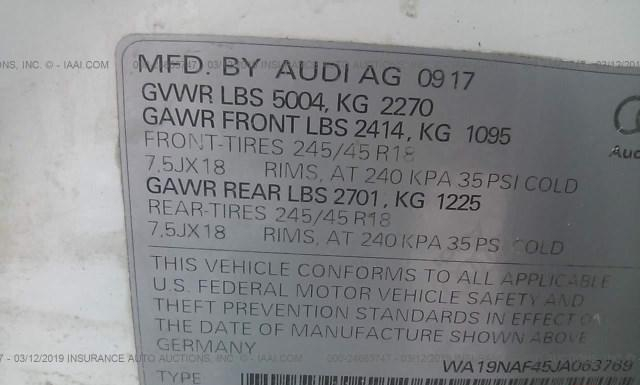 MFD. BY AUDI AG 09 17
GVWR LBS 5004, KG 2270
GAWR FRONT LBS 2414, KG 1095
FRONT-TIRES 245/45 R18
7,5JX18 RIMS, AT 240 KPA 35 PSI COLD
GAWR REAR LBS 2701, KG 1225
REAR-TIRES 245/45 R18
7,5JX18 RIMS, AT 240 KPA 35 PSI COLD
THIS VEHICLE CONFORMS TO ALL APPLICABLE
U.S. FEDERAL MOTOR VEHICLE SAFETY AND
THEFT PREVENTION STANDARDS IN EFFECT O
THE DATE OF MANUFACTURE SHOWN ABOVE
GERMANY
WA19NAF45JA063769
TYPE
Aud
03/12/2019 INSURANCE AUTO AUCTIONS, INC. © - IAAI.COM